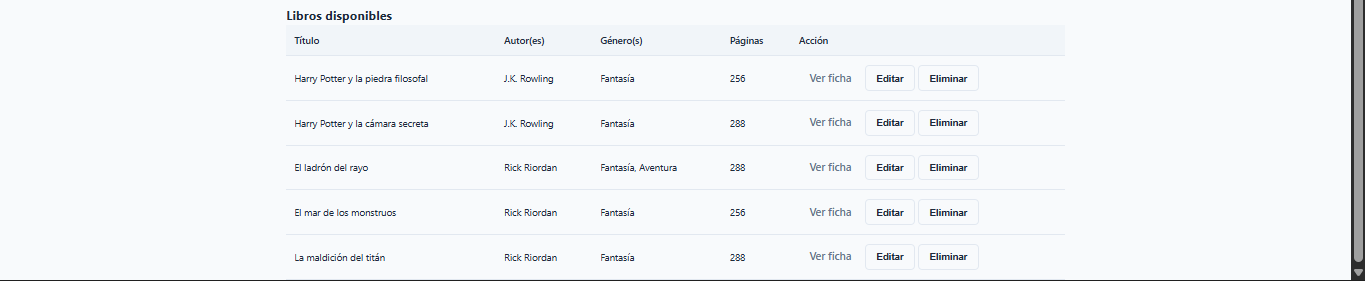 Libros disponibles
Título Autor(es) Género(s) Páginas Acción
Harry Potter y la piedra filosofal J.K. Rowling Fantasía 256 Ver ficha Editar Eliminar
Harry Potter y la cámara secreta J.K. Rowling Fantasía 288 Ver ficha Editar Eliminar
El ladrón del rayo Rick Riordan Fantasía, Aventura 288 Ver ficha Editar Eliminar
El mar de los monstruos Rick Riordan Fantasía 256 Ver ficha Editar Eliminar
La maldición del titán Rick Riordan Fantasía 288 Ver ficha Editar Eliminar